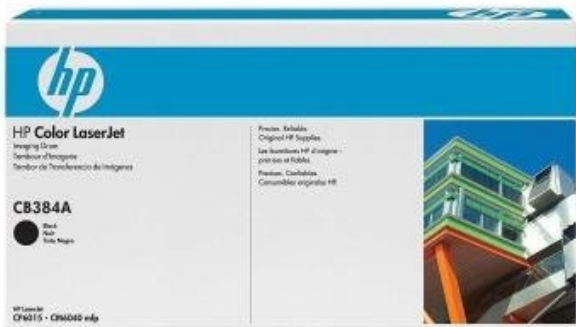 hp
HP Color LaserJet
Imaging Drum
Tambour d'Imagerie
Tambor de Transferencia de Imágenes
CB384A
Black
Noir
Tinta Negra
HP LaserJet
CP6015 • CM6040 mfp
Precise. Reliable.
Original HP Supplies.
Les fournitures HP d'origine -
précises et fiables.
Precisos. Confiables.
Consumibles originales HP.